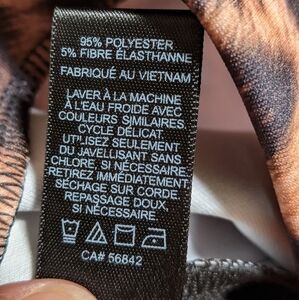 95% POLYESTER
5% FIBRE ÉLASTHANNE
FABRIQUÉ AU VIETNAM
LAVER À LA MACHINE
À L'EAU FROIDE AVEC
COULEURS SIMILAIRES.
CYCLE DÉLICAT.
UTILISEZ SEULEMENT
DU JAVELLISANT SANS
CHLORE, SI NÉCESSAIRE.
RETIREZ IMMÉDIATEMENT.
SÉCHAGE SUR CORDE.
REPASSAGE DOUX,
SI NÉCESSAIRE.
CA# 56842